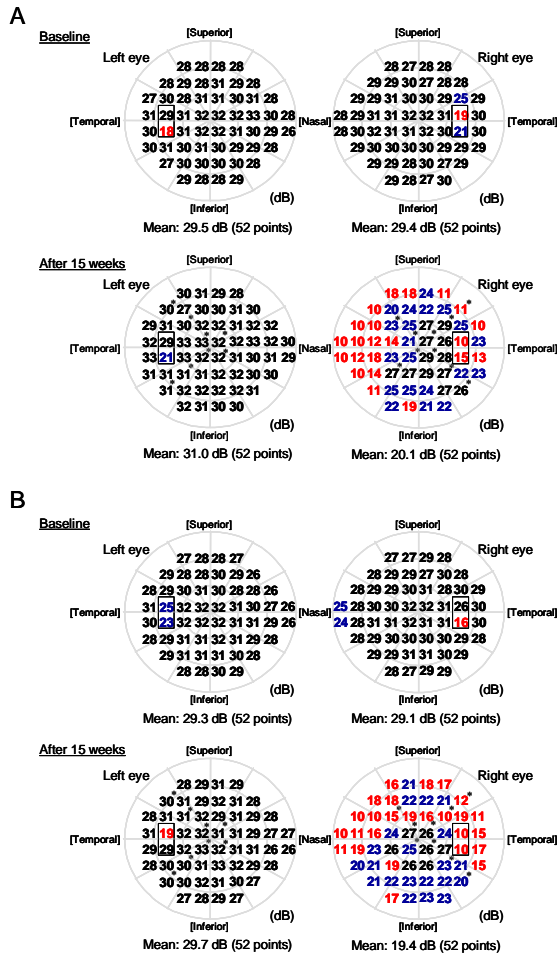 A
Baseline
[Superior]
Left eye
28 28 28 28
28 29 28 31 29 28
27 30 28 31 31 30 31 28
[Temporal] 31 29 31 32 32 32 33 30 28
30 18 31 32 32 31 30 29 26
30 31 30 31 30 29 29 28
27 30 30 30 30 28
29 28 28 29
[Inferior]
(dB)
Mean: 29.5 dB (52 points)
[Superior]
Right eye
28 27 28 28
29 29 30 27 28 28
29 29 30 31 30 28 25 29
[Nasal] 28 30 31 31 32 32 31 19 30 [Temporal]
28 30 32 31 31 30 31 21 30
30 31 32 30 30 29 29 29
29 29 28 30 30 27
29 28 27 30
[Inferior]
(dB)
Mean: 29.4 dB (52 points)
After 15 weeks
[Superior]
Left eye
30 31 29 28
30 27 30 30 31 30
29 31 30 32 32 31 32 32
[Temporal] 32 29 33 33 32 33 32 32 30
33 21 31 31 32 31 30 31 29
31 31 31 31 32 32 30 30
31 32 32 32 32 31
32 31 30 30
[Inferior]
(dB)
Mean: 31.0 dB (52 points)
[Superior]
Right eye
18 18 24 11
10 20 24 22 25 11
10 10 23 25 27 29 25 10
[Nasal] 10 10 12 14 21 27 26 10 23 [Temporal]
10 12 18 23 25 29 28 15 13
10 14 27 27 29 27 22 23
11 25 25 24 27 26
22 19 21 22
[Inferior]
(dB)
Mean: 20.1 dB (52 points)
B
Baseline
[Superior]
Left eye
27 28 28 27
29 28 28 30 29 26
28 29 30 31 30 28 28 26
[Temporal] 31 25 32 32 32 31 30 27 26
30 23 32 32 32 31 31 29 26
28 29 31 31 32 29 28 29
29 31 31 31 30 28
28 28 30 29
[Inferior]
(dB)
Mean: 29.3 dB (52 points)
[Superior]
Right eye
27 27 29 28
28 29 29 27 30 28
28 29 30 30 31 28 30 29
[Nasal] 25 28 30 30 32 32 31 26 30 [Temporal]
24 28 31 31 32 31 31 16 30
28 30 30 30 30 30 29 28
29 29 31 31 30 29
28 27 29 29
[Inferior]
(dB)
Mean: 29.1 dB (52 points)
After 15 weeks
[Superior]
Left eye
28 29 31 29
30 31 29 32 31 28
31 30 29 32 32 31 29 28
[Temporal] 31 19 32 32 31 31 29 27 27
29 29 32 31 33 32 31 26 26
28 30 30 31 33 29 29 28
30 30 32 31 30 27
27 28 29 29
[Inferior]
(dB)
Mean: 29.7 dB (52 points)
[Superior]
Right eye
16 21 18 17
18 18 22 22 21 12
10 10 15 19 16 10 19 11
[Nasal] 10 11 16 24 27 26 24 10 15 [Temporal]
11 19 23 26 25 26 27 10 17
20 21 19 26 26 23 21 15
21 22 23 22 22 20
17 22 23 23
[Inferior]
(dB)
Mean: 19.4 dB (52 points)